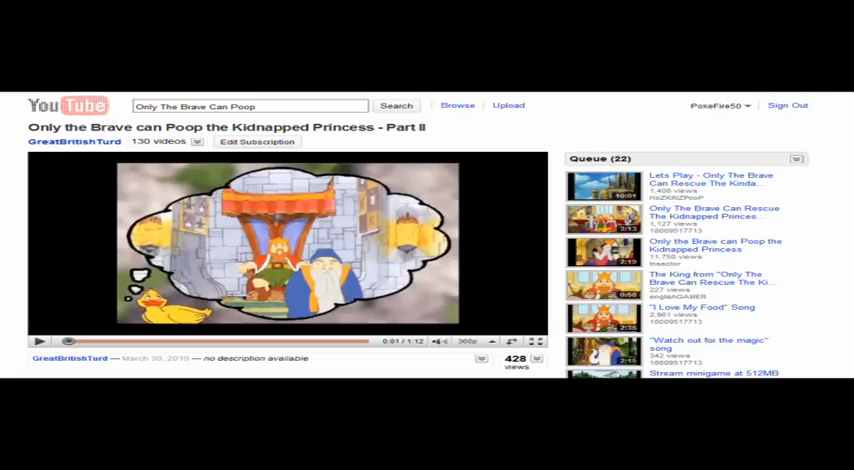 YouTube
Only The Brave Can Poop
Search
Browse
Upload
PokeFire50
Sign Out
Only the Brave can Poop the Kidnapped Princess - Part II
GreatBritishTurd 130 videos
Edit Subscription
Queue (22)
Lets Play - Only The Brave
Can Rescue The Kinda...
1,408 views
10:01
Only The Brave Can Rescue
The Kidnapped Princes...
1,127 views
18009517713
3:13
Only the Brave can Poop the
Kidnapped Princess
11,750 views
Insector
2:19
The King from "Only The
Brave Can Rescue The Ki...
227 views
englishGAMER
0:58
"I Love My Food" Song
2,961 views
18009517713
2:35
"Watch out for the magic"
song
342 views
18009517713
2:15
Stream minigame at 512MB
0:01 / 1:12
360p
GreatBritishTurd — March 30, 2010 — no description available
428
views